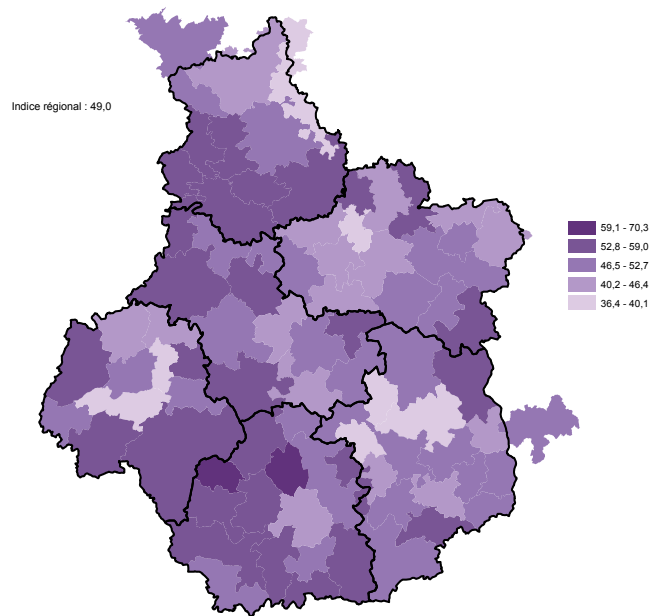 Indice régional : 49,0
59,1 - 70,3
52,8 - 59,0
46,5 - 52,7
40,2 - 46,4
36,4 - 40,1